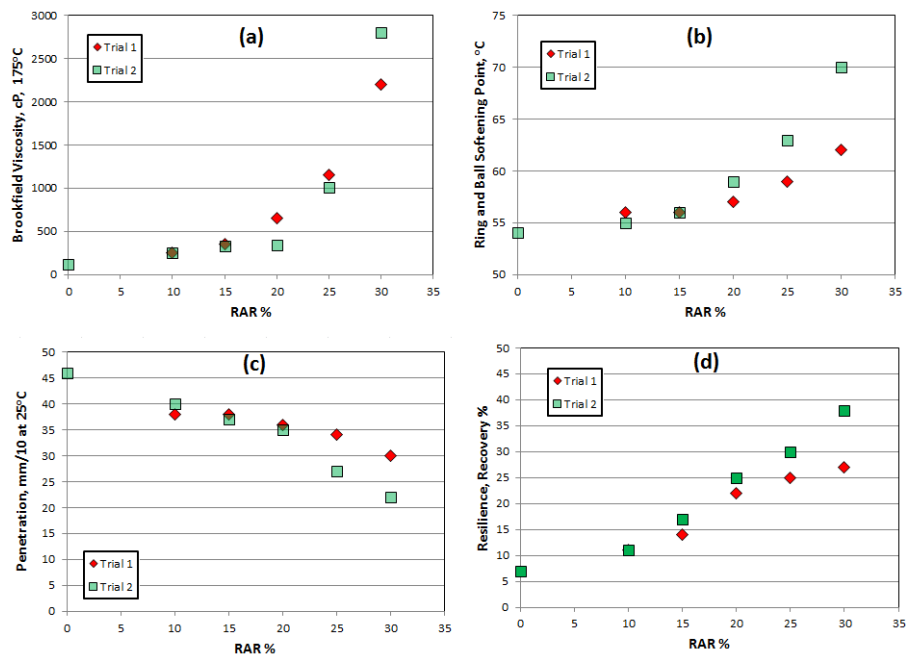 (a)
Brookfield Viscosity, cP, 175°C
3000
2500
2000
1500
1000
500
0
Trial 1
Trial 2
0 5 10 15 20 25 30 35
RAR %
(b)
Ring and Ball Softening Point, °C
70
65
60
55
50
Trial 1
Trial 2
0 5 10 15 20 25 30 35
RAR %
(c)
Penetration, mm/10 at 25°C
50
45
40
35
30
25
20
15
10
5
0
Trial 1
Trial 2
0 5 10 15 20 25 30 35
RAR %
(d)
Resilience, Recovery %
50
45
40
35
30
25
20
15
10
5
0
Trial 1
Trial 2
0 5 10 15 20 25 30 35
RAR %